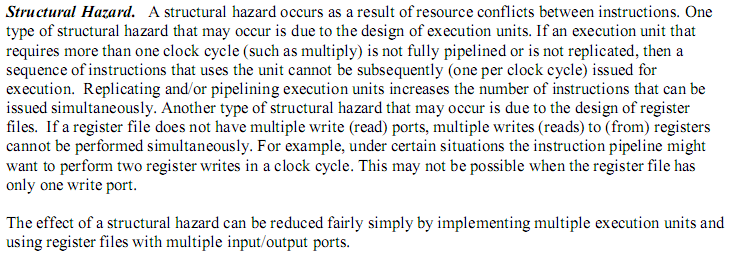 Structural Hazard.   A structural hazard occurs as a result of resource conflicts between instructions. One
type of structural hazard that may occur is due to the design of execution units. If an execution unit that
requires more than one clock cycle (such as multiply) is not fully pipelined or is not replicated, then a
sequence of instructions that uses the unit cannot be subsequently (one per clock cycle) issued for
execution.  Replicating and/or pipelining execution units increases the number of instructions that can be
issued simultaneously. Another type of structural hazard that may occur is due to the design of register
files.  If a register file does not have multiple write (read) ports, multiple writes (reads) to (from) registers
cannot be performed simultaneously. For example, under certain situations the instruction pipeline might
want to perform two register writes in a clock cycle. This may not be possible when the register file has
only one write port.
The effect of a structural hazard can be reduced fairly simply by implementing multiple execution units and
using register files with multiple input/output ports.